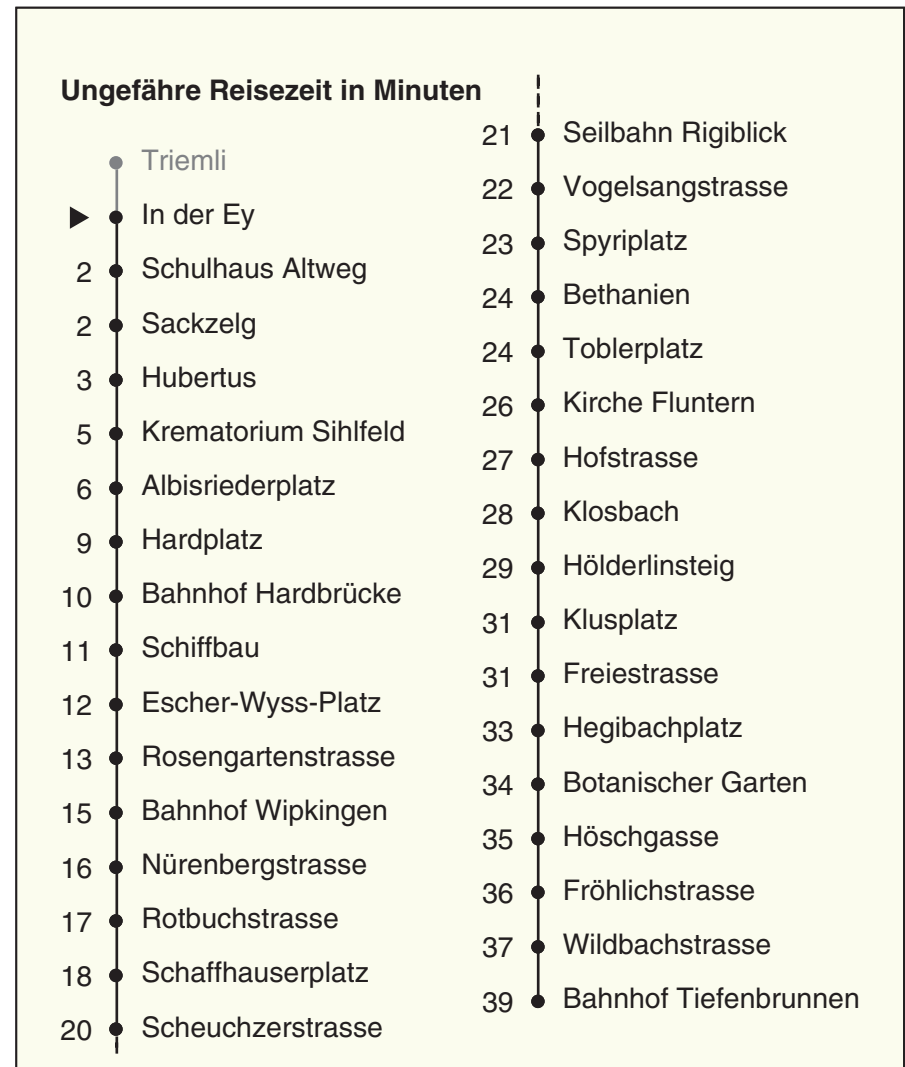 Ungefähre Reisezeit in Minuten
Triemli
In der Ey
2 Schulhaus Altweg
2 Sackzelg
3 Hubertus
5 Krematorium Sihlfeld
6 Albisriederplatz
9 Hardplatz
10 Bahnhof Hardbrücke
11 Schiffbau
12 Escher-Wyss-Platz
13 Rosengartenstrasse
15 Bahnhof Wipkingen
16 Nürenbergstrasse
17 Rotbuchstrasse
18 Schaffhauserplatz
20 Scheuchzerstrasse
21 Seilbahn Rigiblick
22 Vogelsangstrasse
23 Spyriplatz
24 Bethanien
24 Toblerplatz
26 Kirche Fluntern
27 Hofstrasse
28 Klosbach
29 Hölderlinsteig
31 Klusplatz
31 Freiestrasse
33 Hegibachplatz
34 Botanischer Garten
35 Höschgasse
36 Fröhlichstrasse
37 Wildbachstrasse
39 Bahnhof Tiefenbrunnen